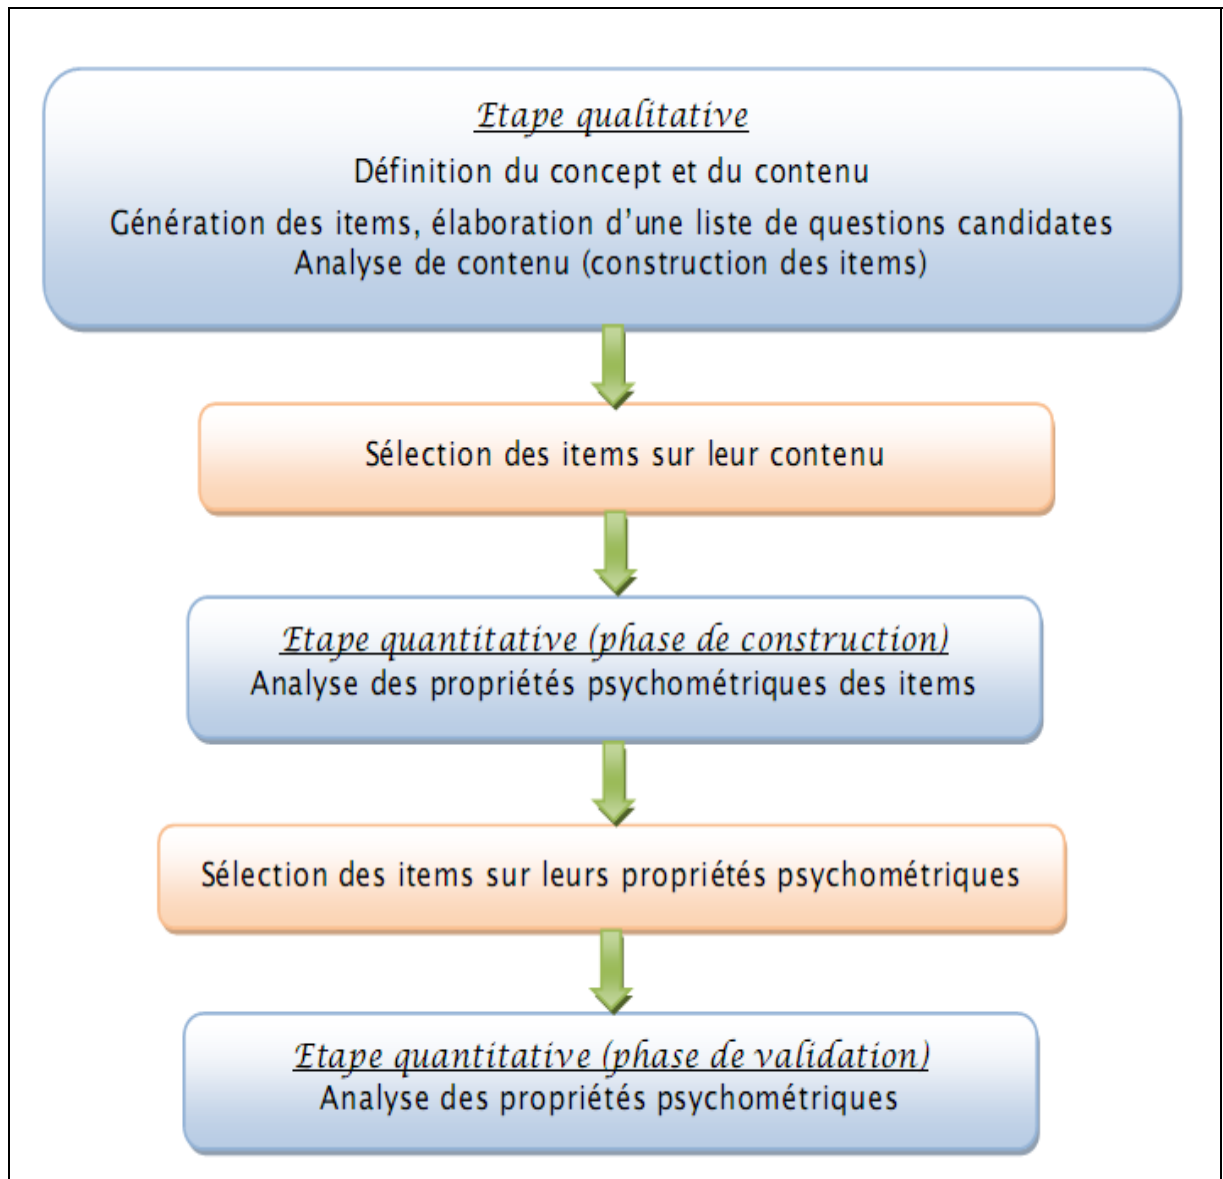 Etape qualitative
Définition du concept et du contenu
Génération des items, élaboration d'une liste de questions candidates
Analyse de contenu (construction des items)
Sélection des items sur leur contenu
Etape quantitative (phase de construction)
Analyse des propriétés psychométriques des items
Sélection des items sur leurs propriétés psychométriques
Etape quantitative (phase de validation)
Analyse des propriétés psychométriques